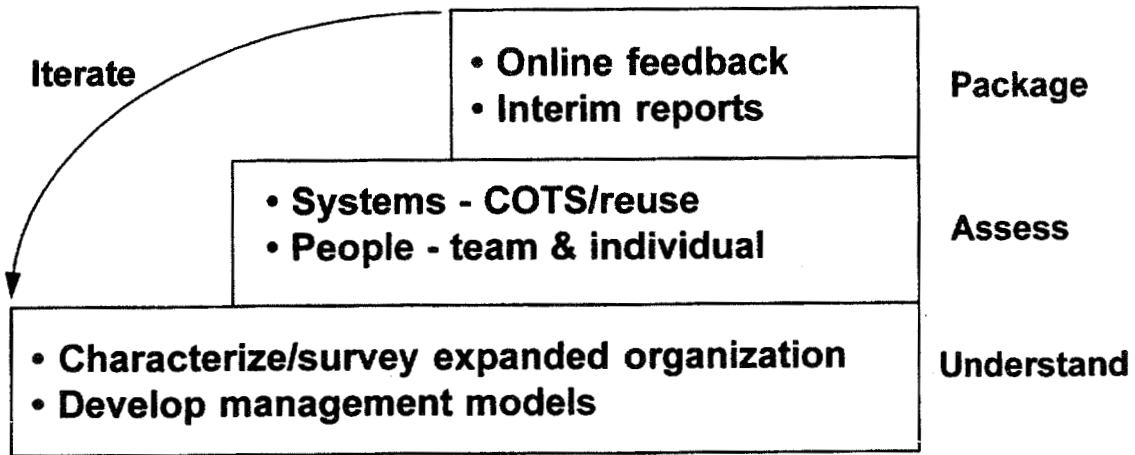 Iterate
• Online feedback
• Interim reports
Package
• Systems - COTS/reuse
• People - team & individual
Assess
• Characterize/survey expanded organization
• Develop management models
Understand